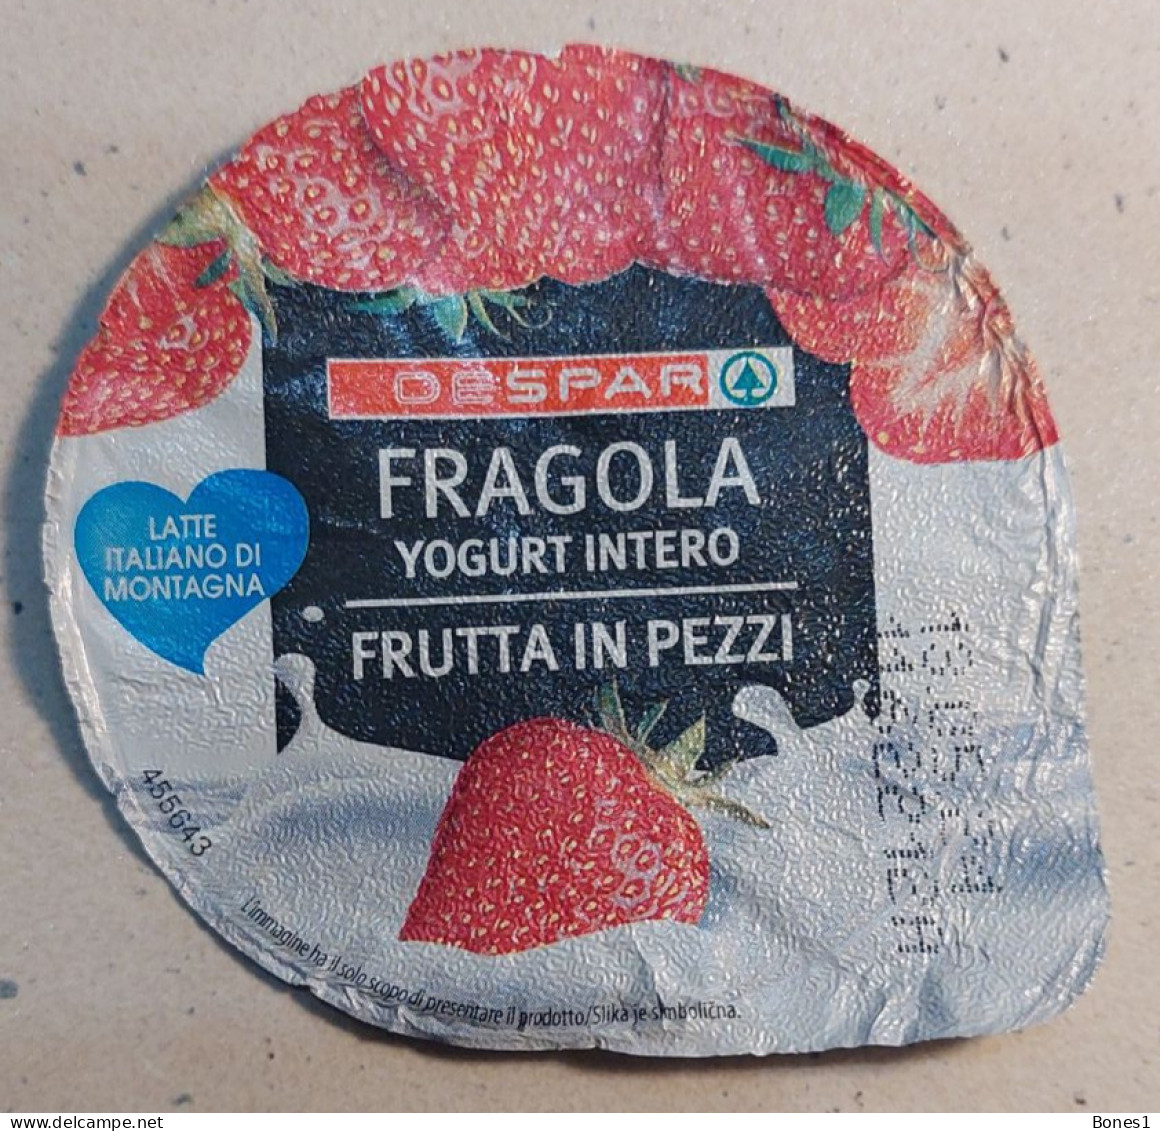 DESPAR
FRAGOLA
YOGURT INTERO
FRUTTA IN PEZZI
LATTE
ITALIANO DI
MONTAGNA
455643
L'immagine ha il solo scopo di presentare il prodotto/Slika je simbolična.
delcampe.net
Bones1